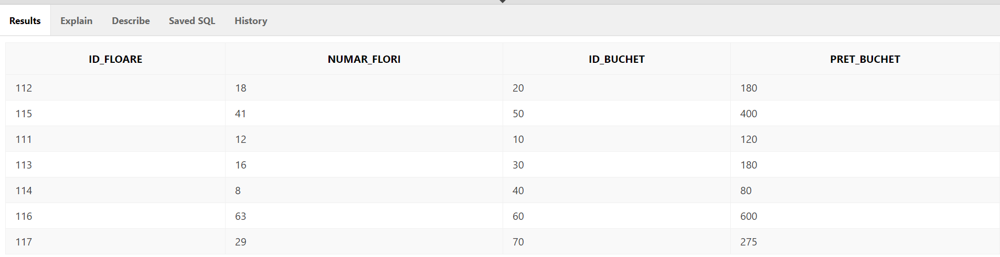 Results Explain Describe Saved SQL History
ID_FLOARE NUMAR_FLORI ID_BUCHET PRET_BUCHET
112 18 20 180
115 41 50 400
111 12 10 120
113 16 30 180
114 8 40 80
116 63 60 600
117 29 70 275